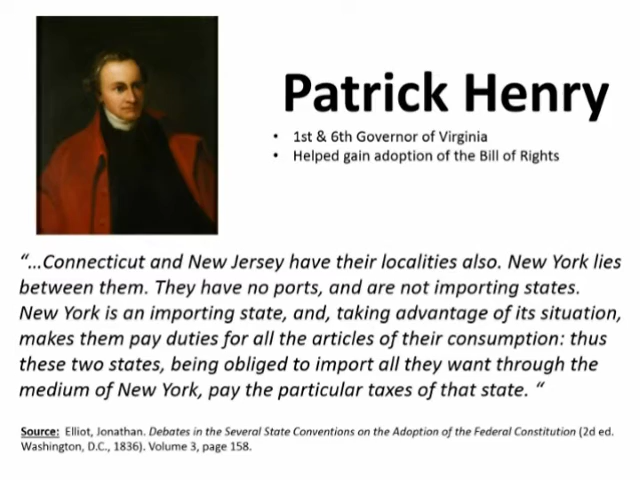 Patrick Henry
• 1st & 6th Governor of Virginia
• Helped gain adoption of the Bill of Rights
“...Connecticut and New Jersey have their localities also. New York lies
between them. They have no ports, and are not importing states.
New York is an importing state, and, taking advantage of its situation,
makes them pay duties for all the articles of their consumption: thus
these two states, being obliged to import all they want through the
medium of New York, pay the particular taxes of that state. “
Source: Elliot, Jonathan. Debates in the Several State Conventions on the Adoption of the Federal Constitution (2d ed.
Washington, D.C., 1836). Volume 3, page 158.